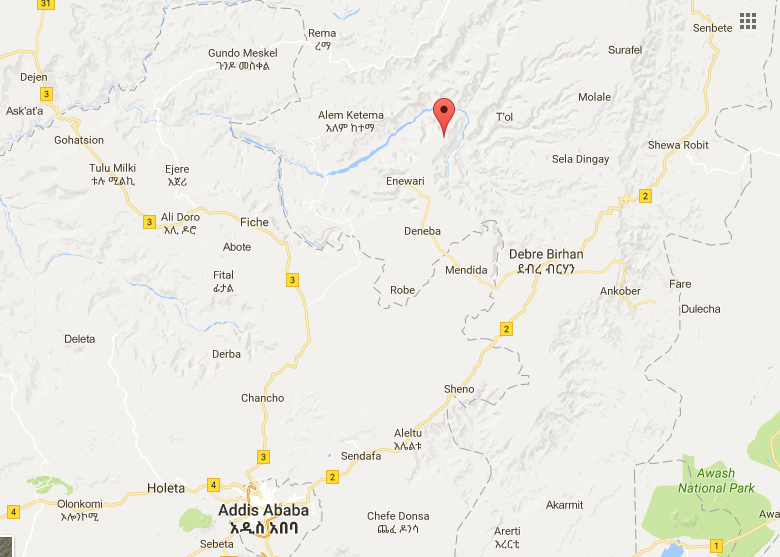 31
Rema
ሬማ
Senbete
Gundo Meskel
ጉንዶ መስቀል
Surafel
Dejen
3
Molale
Ask'at'a
Alem Ketema
አለም ከተማ
T'ol
Gohatsion
Shewa Robit
Sela Dingay
Tulu Milki
ቱሉ ሚልኪ
Ejere
እጀሪ
Enewari
2
3
Ali Doro
አሊ ዶሮ
Fiche
Deneba
Abote
Debre Birhan
ደብረ ብርሃን
Mendida
Fital
ፊታል
3
Robe
Ankober
Fare
Dulecha
2
Deleta
Derba
Sheno
Chancho
Aleltu
አሌልቱ
3
Sendafa
2
Awash
National Park
Holeta
4
Olonkomi
ኦሎንኮሚ
4
Addis Ababa
አዲስ አበባ
Akarmit
Chefe Donsa
ጨፌ ዶንሳ
Awa
Arerti
አረርቲ
Sebeta
1